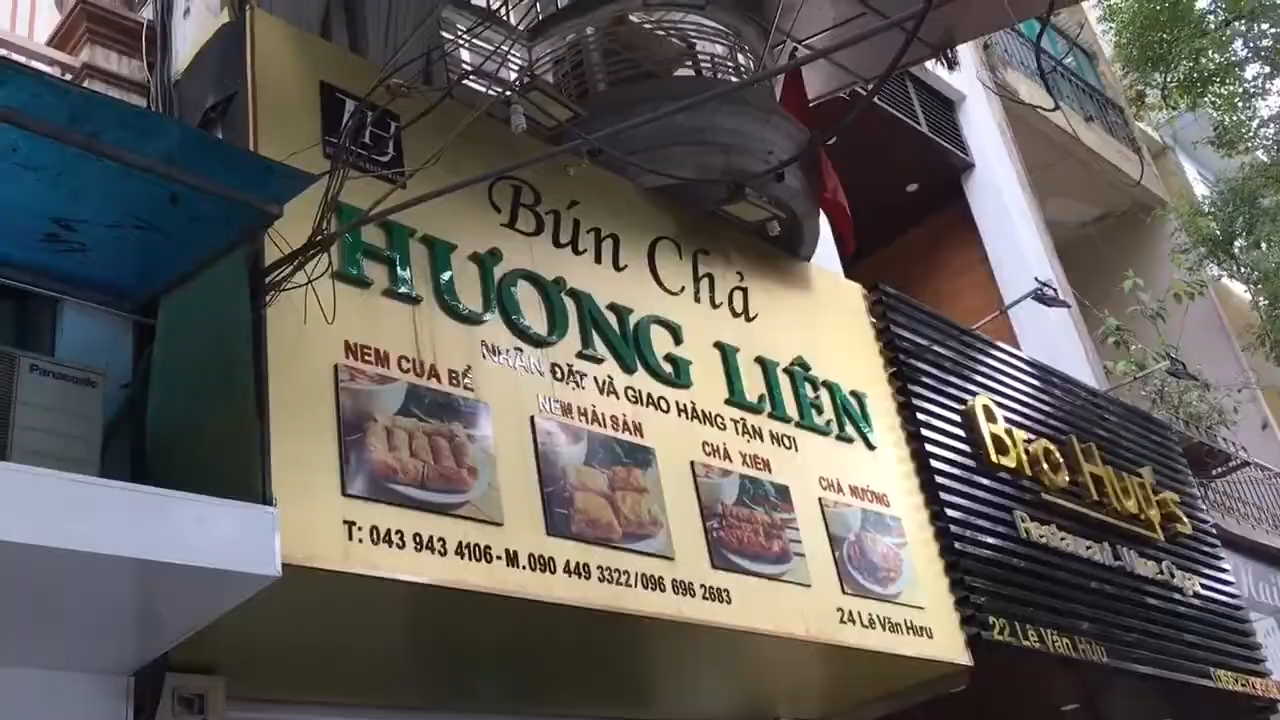 Panasonic
Bún Chả
HƯƠNG LIÊN
NHẬN ĐẶT VÀ GIAO HÀNG TẬN NƠI
NEM CUA BỂ
NEM HẢI SẢN
CHẢ XIÊN
CHẢ NƯỚNG
T: 043 943 4106 - M. 090 449 3322 / 096 696 2683
24 Lê Văn Hưu
Bro Huy's
Restaurant. Wine. Cigar
22 Lê Văn Hưu